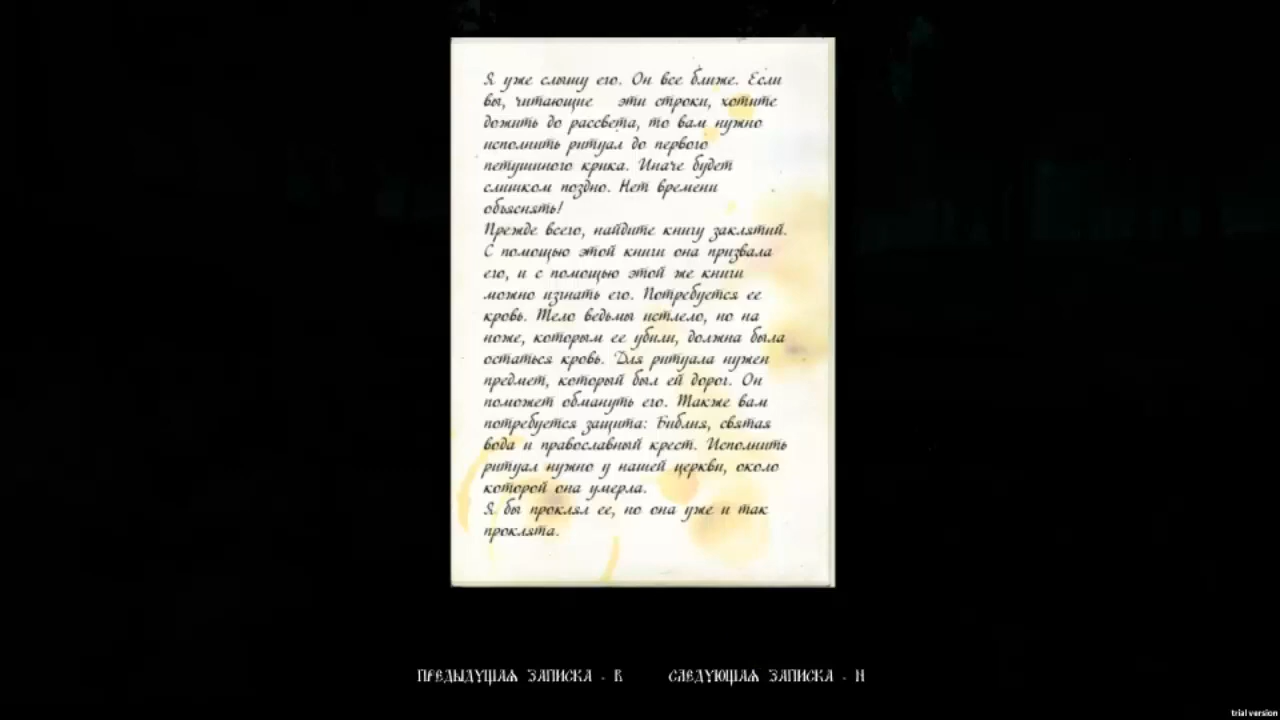 Я уже слышу его. Он все ближе. Если
вы, читающие эти строки, хотите
дожить до рассвета, то вам нужно
исполнить ритуал до первого
петушиного крика. Иначе будет
слишком поздно. Нет времени
объяснять!
Прежде всего, найдите книгу заклятий.
С помощью этой книги она призвала
его, и с помощью этой же книги
можно изгнать его. Потребуется ее
кровь. Тело ведьмы истлело, но на
ноже, которым ее убили, должна была
остаться кровь. Для ритуала нужен
предмет, который был ей дорог. Он
поможет обмануть его. Также вам
потребуется защита: Библия, святая
вода и православный крест. Исполнить
ритуал нужно у нашей церкви, около
которой она умерла.
Я бы проклял ее, но она уже и так
проклята.
ПРЕДЫДУЩАЯ ЗАПИСКА - B СЛЕДУЮЩАЯ ЗАПИСКА - N
trial version